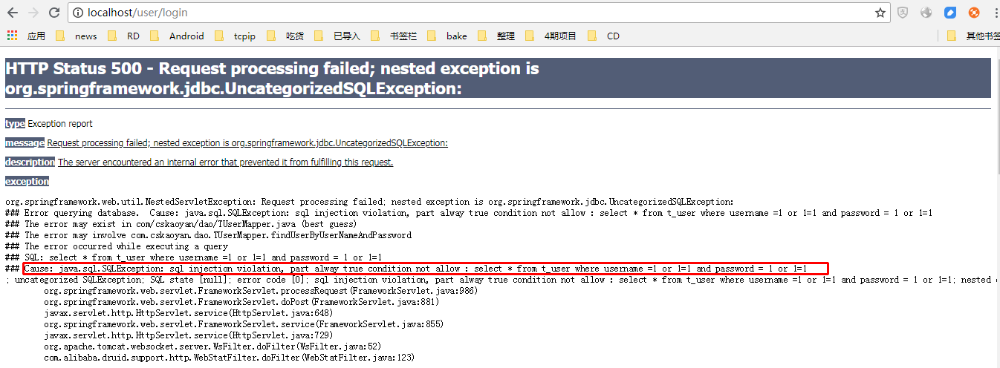 localhost/user/login
应用 news RD Android tcpip 吃货 已导入 书签栏 bake 整理 4期项目 CD 其他书签
HTTP Status 500 - Request processing failed; nested exception is
org.springframework.jdbc.UncategorizedSQLException:
type Exception report
message Request processing failed; nested exception is org.springframework.jdbc.UncategorizedSQLException:
description The server encountered an internal error that prevented it from fulfilling this request.
exception
org.springframework.web.util.NestedServletException: Request processing failed; nested exception is org.springframework.jdbc.UncategorizedSQLException:
### Error querying database.  Cause: java.sql.SQLException: sql injection violation, part alway true condition not allow : select * from t_user where username =1 or 1=1 and password = 1 or 1=1
### The error may exist in com/cskaoyan/dao/TUserMapper.java (best guess)
### The error may involve com.cskaoyan.dao.TUserMapper.findUserByUserNameAndPassword
### The error occurred while executing a query
### SQL: select * from t_user where username =1 or 1=1 and password = 1 or 1=1
### Cause: java.sql.SQLException: sql injection violation, part alway true condition not allow : select * from t_user where username =1 or 1=1 and password = 1 or 1=1
; uncategorized SQLException; SQL state [null]; error code [0]; sql injection violation, part alway true condition not allow : select * from t_user where username =1 or 1=1 and password = 1 or 1=1; nested
org.springframework.web.servlet.FrameworkServlet.processRequest(FrameworkServlet.java:986)
org.springframework.web.servlet.FrameworkServlet.doPost(FrameworkServlet.java:881)
javax.servlet.http.HttpServlet.service(HttpServlet.java:648)
org.springframework.web.servlet.FrameworkServlet.service(FrameworkServlet.java:855)
javax.servlet.http.HttpServlet.service(HttpServlet.java:729)
org.apache.tomcat.websocket.server.WsFilter.doFilter(WsFilter.java:52)
com.alibaba.druid.support.http.WebStatFilter.doFilter(WebStatFilter.java:123)